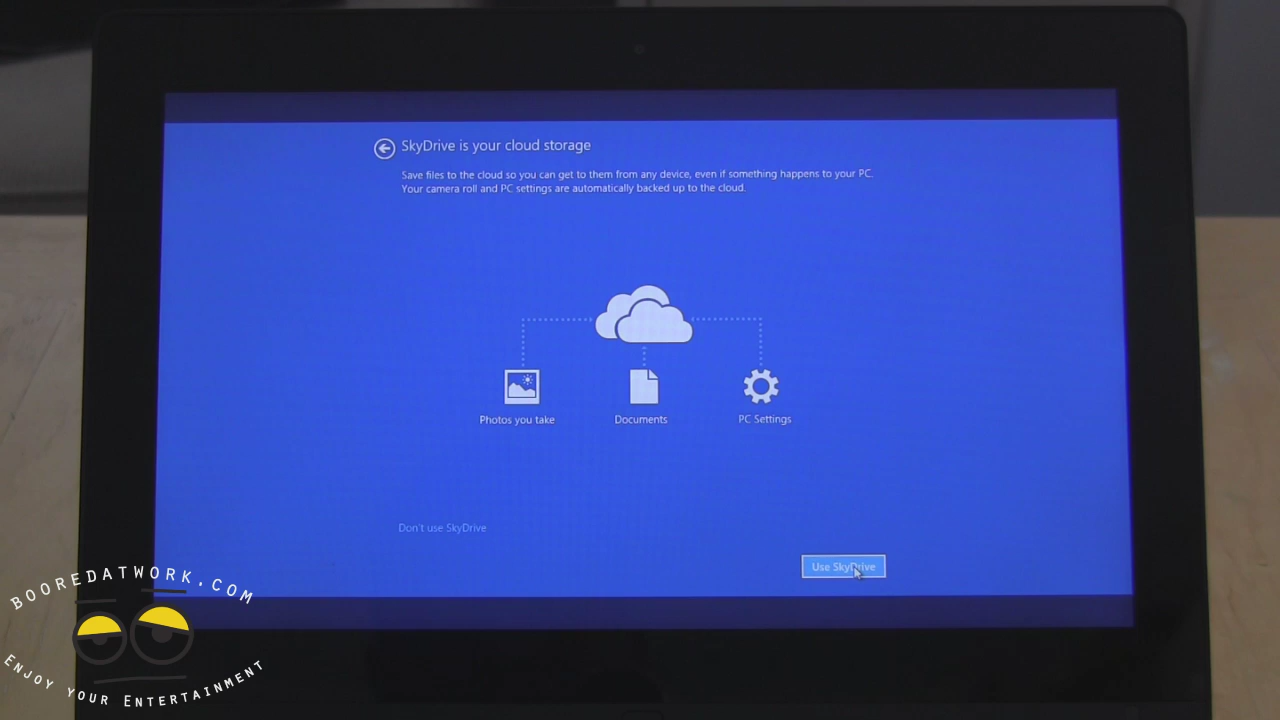 SkyDrive is your cloud storage
Save files to the cloud so you can get to them from any device, even if something happens to your PC.
Your camera roll and PC settings are automatically backed up to the cloud.
Photos you take
Documents
PC Settings
Don't use SkyDrive
Use SkyDrive
BOOREDATWORK.COM
ENJOY YOUR ENTERTAINMENT